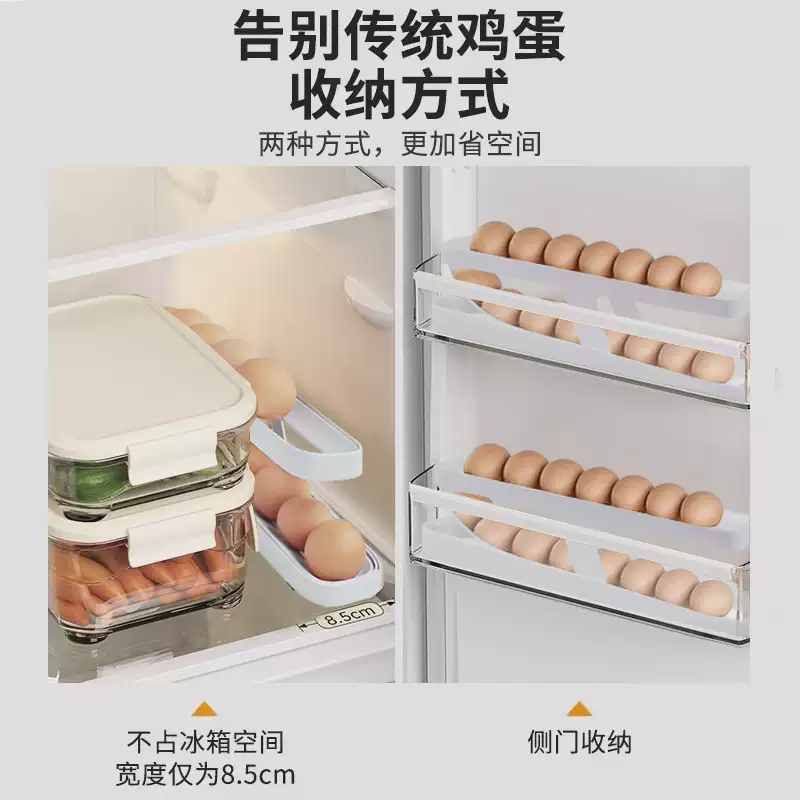 告别传统鸡蛋
收纳方式
两种方式，更加省空间
8.5cm
不占冰箱空间
宽度仅为8.5cm
侧门收纳